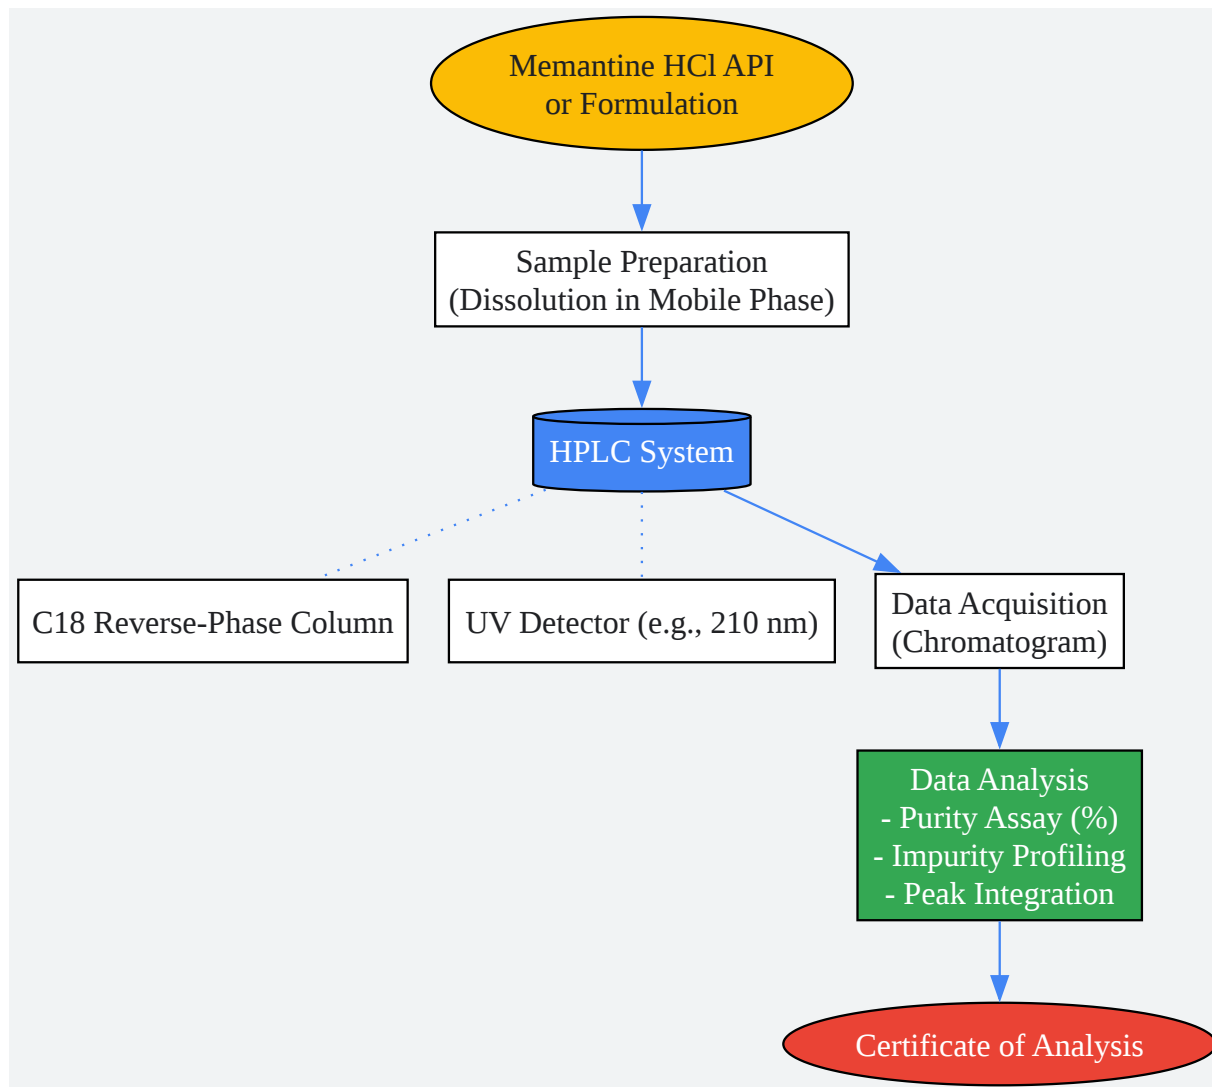 Memantine HCl API
or Formulation
Sample Preparation
(Dissolution in Mobile Phase)
HPLC System
C18 Reverse-Phase Column
UV Detector (e.g., 210 nm)
Data Acquisition
(Chromatogram)
Data Analysis
- Purity Assay (%)
- Impurity Profiling
- Peak Integration
Certificate of Analysis